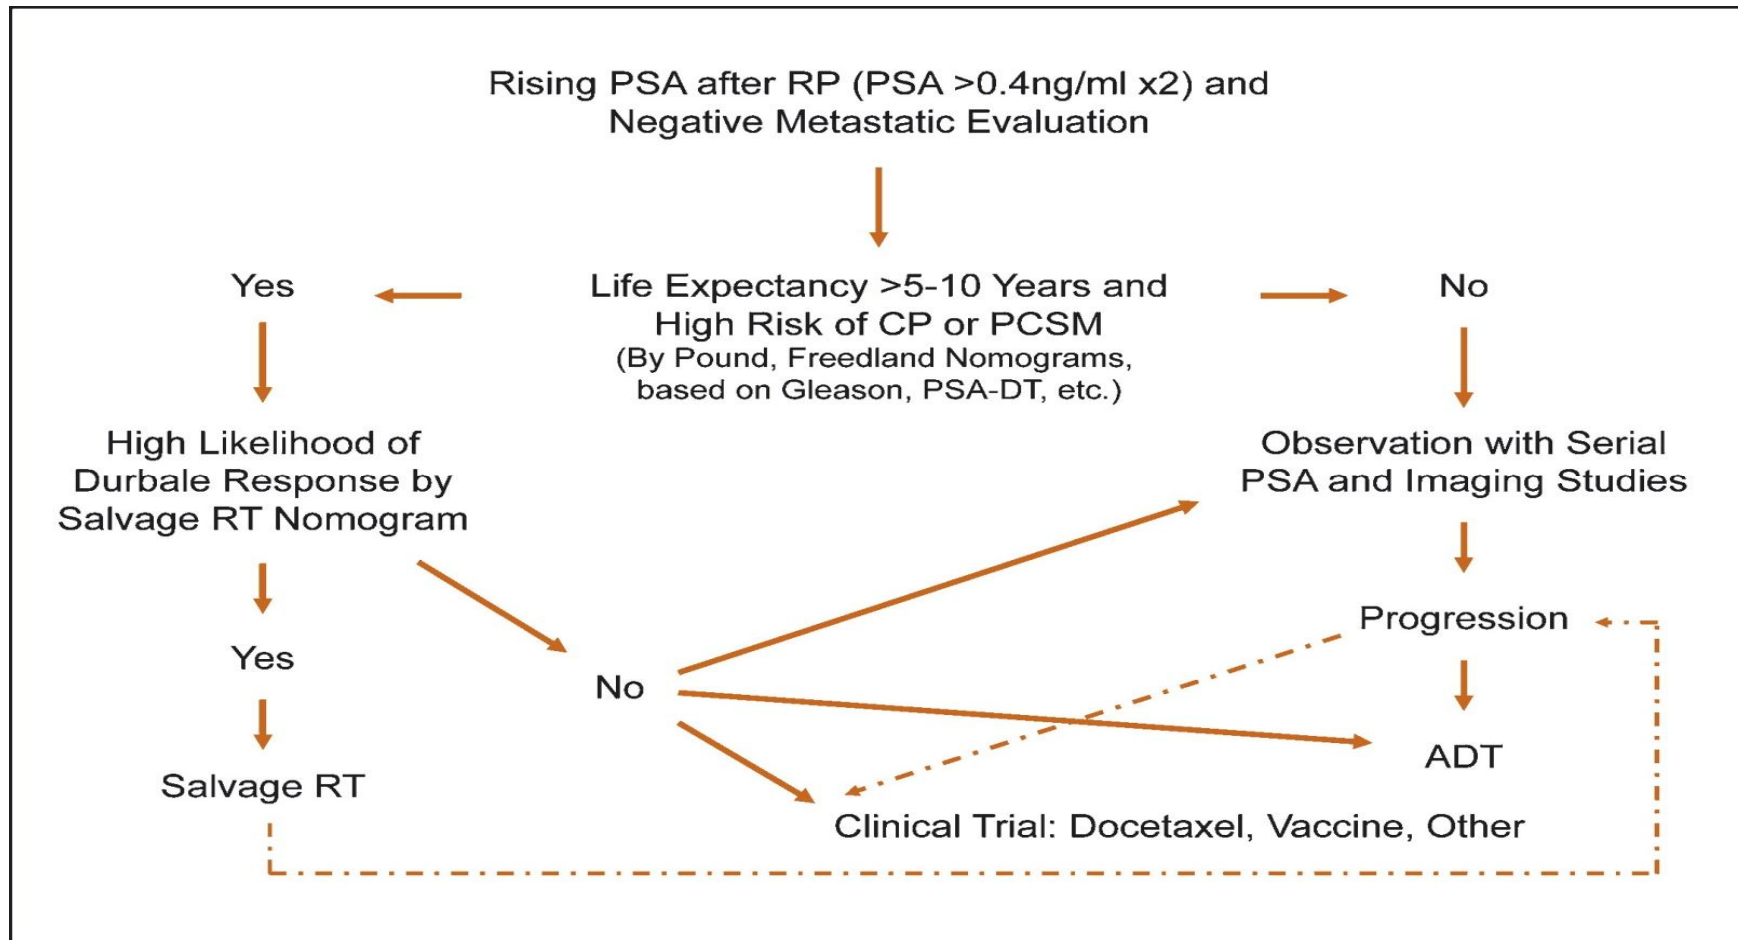 Rising PSA after RP (PSA >0.4ng/ml x2) and
Negative Metastatic Evaluation
Yes
Life Expectancy >5-10 Years and
High Risk of CP or PCSM
(By Pound, Freedland Nomograms,
based on Gleason, PSA-DT, etc.)
No
High Likelihood of
Durbale Response by
Salvage RT Nomogram
Observation with Serial
PSA and Imaging Studies
Progression
Yes
No
ADT
Salvage RT
Clinical Trial: Docetaxel, Vaccine, Other